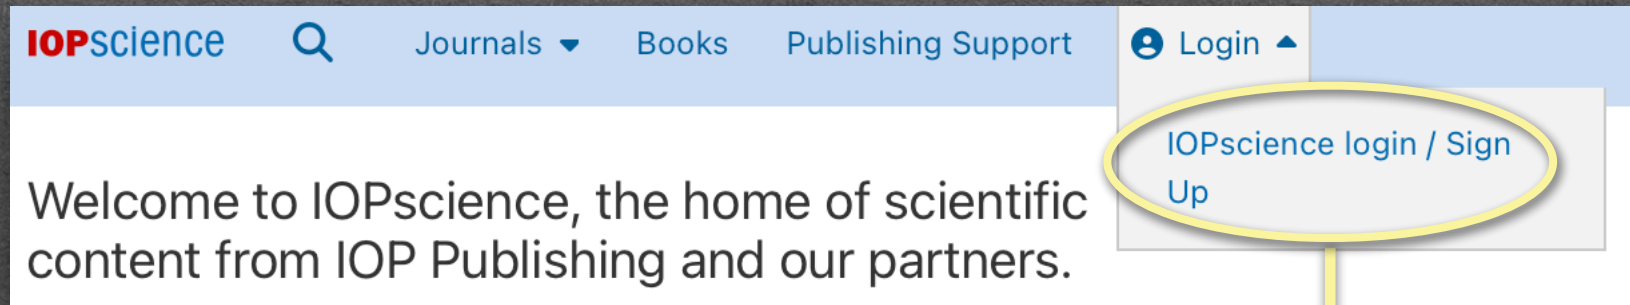 IOPscience Journals Books Publishing Support Login
IOPscience login / Sign
Up
Welcome to IOPscience, the home of scientific
content from IOP Publishing and our partners.